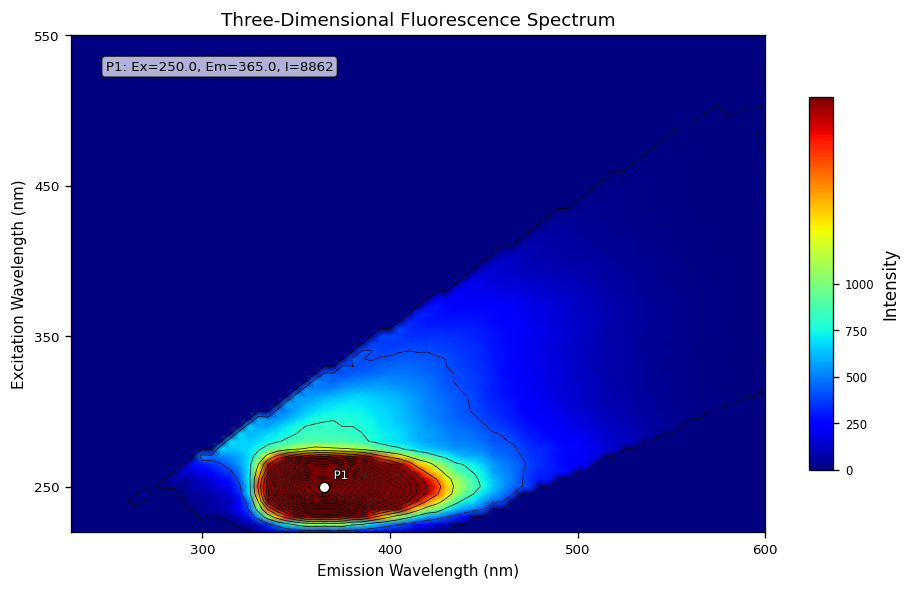 Three-Dimensional Fluorescence Spectrum
550
P1: Ex=250.0, Em=365.0, I=8862
450
350
250
P1
Excitation Wavelength (nm)
300
400
500
600
Emission Wavelength (nm)
1000
750
500
250
0
Intensity